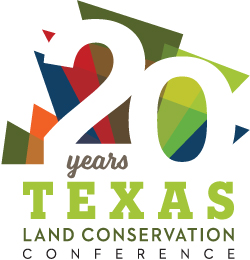 20
years
TEXAS
LAND CONSERVATION
CONFERENCE